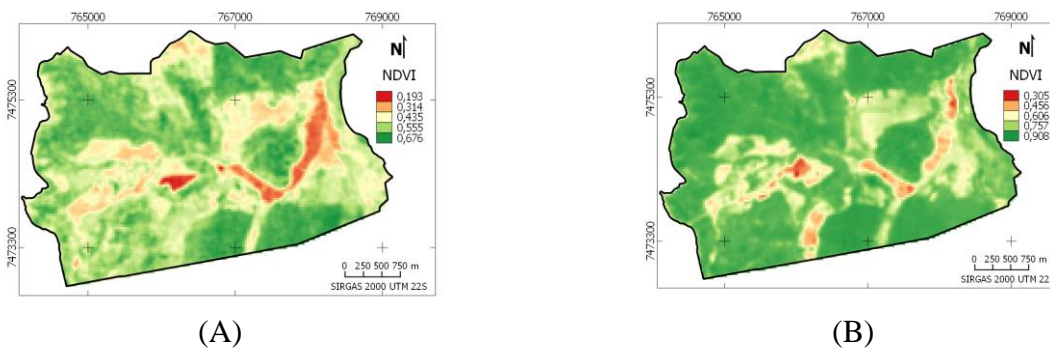 765000 767000 769000
N
NDVI
0,193
0,314
0,435
0,555
0,676
7475300
7473300
0 250 500 750 m
SIRGAS 2000 UTM 22S
(A)
765000 767000 769000
N
NDVI
0,305
0,456
0,606
0,757
0,908
7475300
7473300
0 250 500 750 m
SIRGAS 2000 UTM 22
(B)